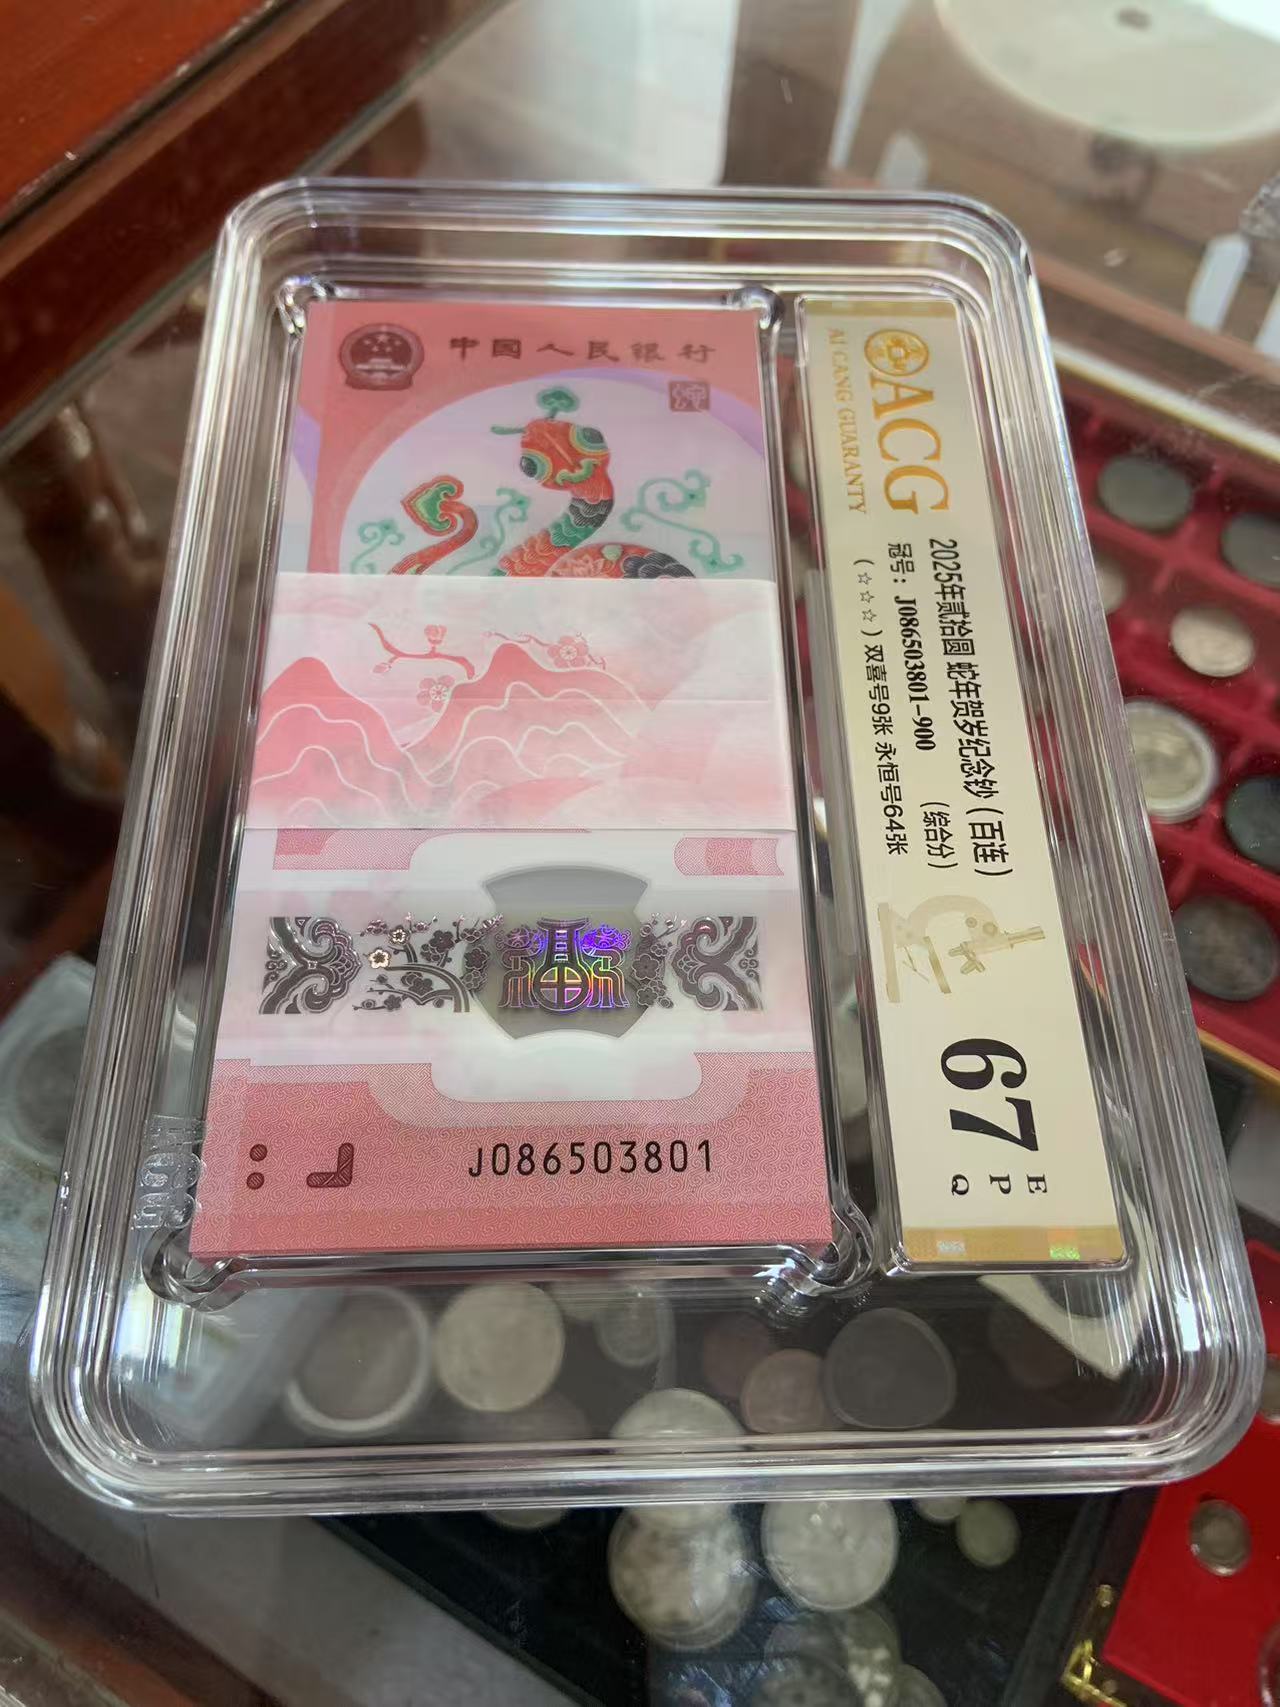 中国人民银行
J086503801
ACG
AI CANG GUARANTY
2025年贰拾圆 蛇年贺岁纪念钞（百连）
冠号：J086503801-900 （综合分）
（☆☆☆）双喜号9张 永恒号64张
67
E
P
Q